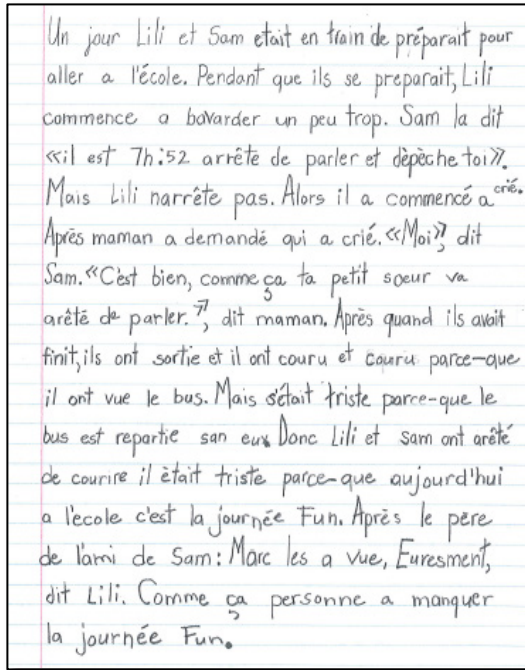 Un jour Lili et Sam etait en train de préparait pour
aller a l'école. Pendant que ils se preparait, Lili
commence a bavarder un peu trop. Sam la dit
«il est 7h:52 arrête de parler et dèpèche toi».
Mais Lili narrête pas. Alors il a commencé a crié.
Après maman a demandé qui a crié. «Moi», dit
Sam. «C'est bien, comme ça ta petit soeur va
arêté de parler.», dit maman. Après quand ils avait
finit, ils ont sortie et il ont couru et couru parce-que
il ont vue le bus. Mais s'était triste parce-que le
bus est repartie san eux. Donc Lili et Sam ont arêté
de courire il ètait triste parce-que aujourd'hui
a l'ecole c'est la journée Fun. Après le père
de l'ami de Sam: Marc les a vue, Euresment,
dit Lili. Comme ça personne a manquer
la journée Fun.